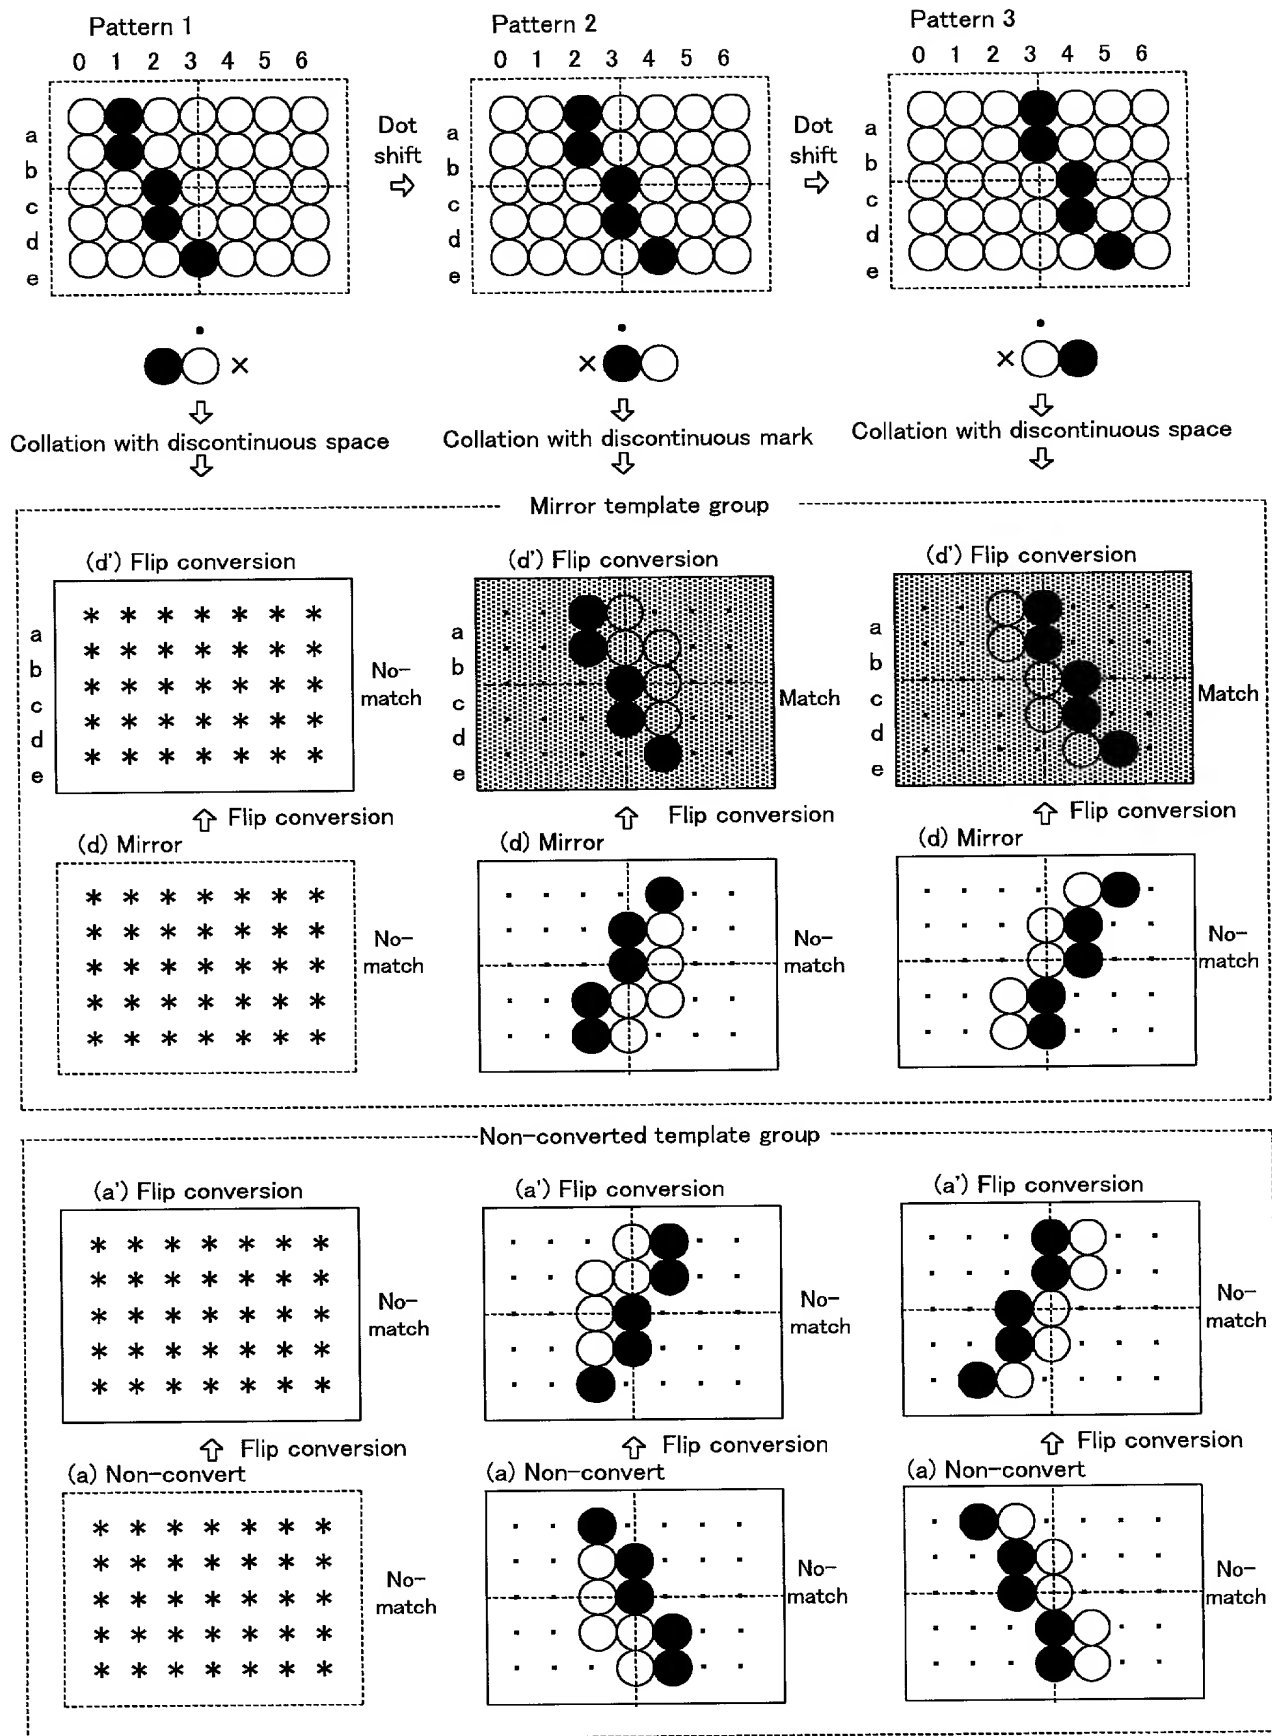 Pattern 1 Pattern 2 Pattern 3
0 1 2 3 4 5 6 0 1 2 3 4 5 6 0 1 2 3 4 5 6
a a a
Dot shift Dot shift
b b b
c c c
d d d
e e e
× × ×
Collation with discontinuous space Collation with discontinuous mark Collation with discontinuous space
Mirror template group
(d') Flip conversion (d') Flip conversion (d') Flip conversion
* * * * * * *
a a a
* * * * * * *
b No-match b Match b Match
* * * * * * *
c c c
* * * * * * *
d d d
* * * * * * *
e e e
Flip conversion Flip conversion Flip conversion
(d) Mirror (d) Mirror (d) Mirror
* * * * * * *
* * * * * * *
No-match No-match No-match
* * * * * * *
* * * * * * *
* * * * * * *
Non-converted template group
(a') Flip conversion (a') Flip conversion (a') Flip conversion
* * * * * * *
* * * * * * *
No-match No-match No-match
* * * * * * *
* * * * * * *
* * * * * * *
Flip conversion Flip conversion Flip conversion
(a) Non-convert (a) Non-convert (a) Non-convert
* * * * * * *
* * * * * * *
No-match No-match No-match
* * * * * * *
* * * * * * *
* * * * * * *